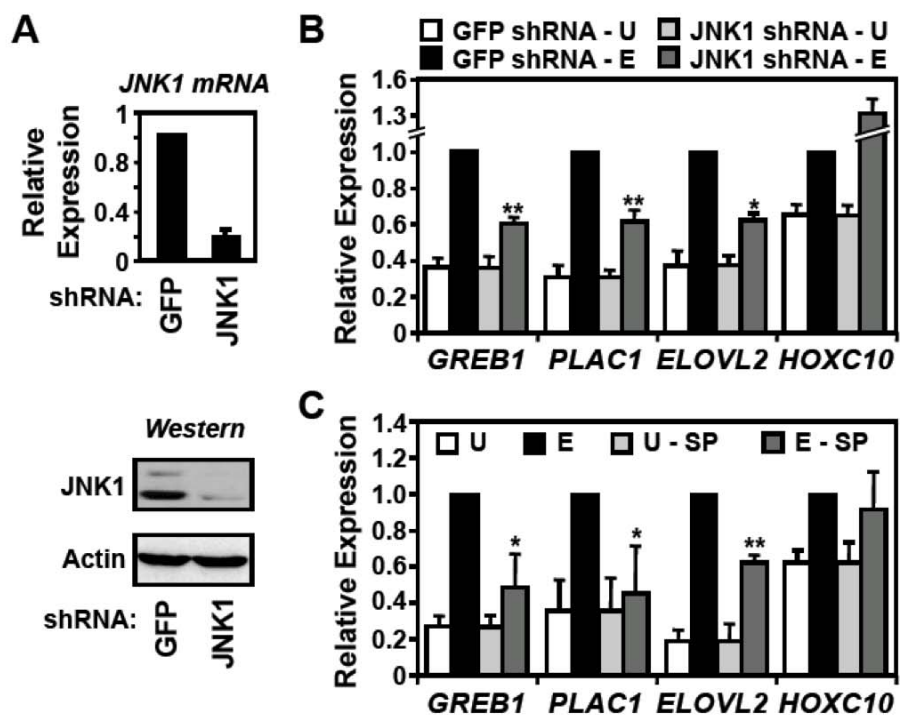 A
JNK1 mRNA
Relative Expression
1
0.8
0.4
0
shRNA:
GFP
JNK1
Western
JNK1
Actin
shRNA:
GFP
JNK1
B
GFP shRNA - U
JNK1 shRNA - U
GFP shRNA - E
JNK1 shRNA - E
Relative Expression
1.6
1.3
1.0
0.8
0.6
0.4
0.2
0
** ** *
GREB1 PLAC1 ELOVL2 HOXC10
C
U E U - SP E - SP
Relative Expression
1.4
1.2
1.0
0.8
0.6
0.4
0.2
0
* * **
GREB1 PLAC1 ELOVL2 HOXC10